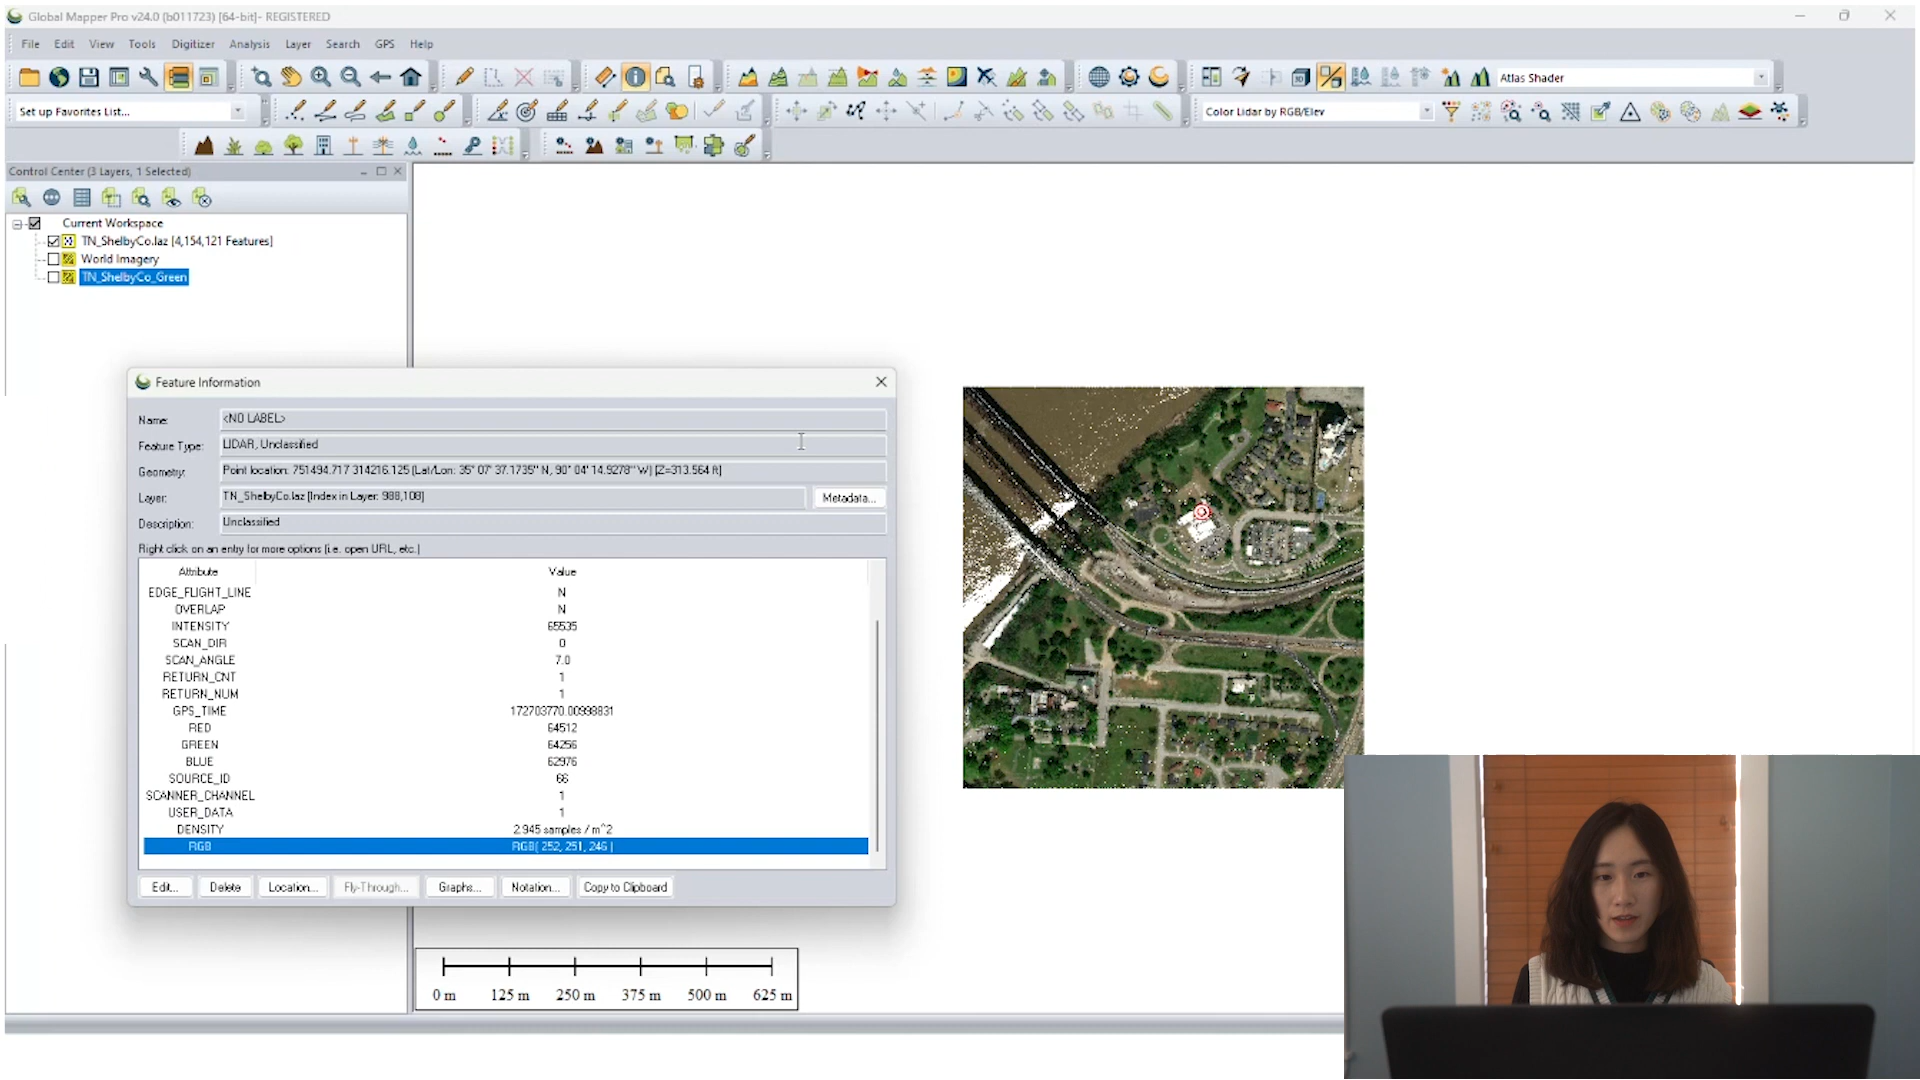 Global Mapper Pro v24.0 (b011723) [64-bit]- REGISTERED
File Edit View Tools Digitizer Analysis Layer Search GPS Help
Atlas Shader
Set up Favorites List...
Color Lidar by RGB/Elev
Control Center (3 Layers, 1 Selected)
Current Workspace
TN_ShelbyCo.laz [4,154,121 Features]
World Imagery
TN_ShelbyCo_Green
Feature Information
Name: <NO LABEL>
Feature Type: LIDAR, Unclassified
Geometry: Point location: 751494.717 314216.125 (Lat/Lon: 35° 07' 37.1735" N, 90° 04' 14.9278" W) [Z=313.564 ft]
Layer: TN_ShelbyCo.laz [Index in Layer: 988,108] Metadata...
Description: Unclassified
Right click on an entry for more options (i.e. open URL, etc.)
Attribute Value
EDGE_FLIGHT_LINE N
OVERLAP N
INTENSITY 65535
SCAN_DIR 0
SCAN_ANGLE 7.0
RETURN_CNT 1
RETURN_NUM 1
GPS_TIME 172703770.00998831
RED 64512
GREEN 64256
BLUE 62976
SOURCE_ID 66
SCANNER_CHANNEL 1
USER_DATA 1
DENSITY 2.945 samples / m^2
RGB RGB( 252, 251, 246 )
Edit... Delete Location... Fly-Through... Graphs... Notation... Copy to Clipboard
0 m 125 m 250 m 375 m 500 m 625 m